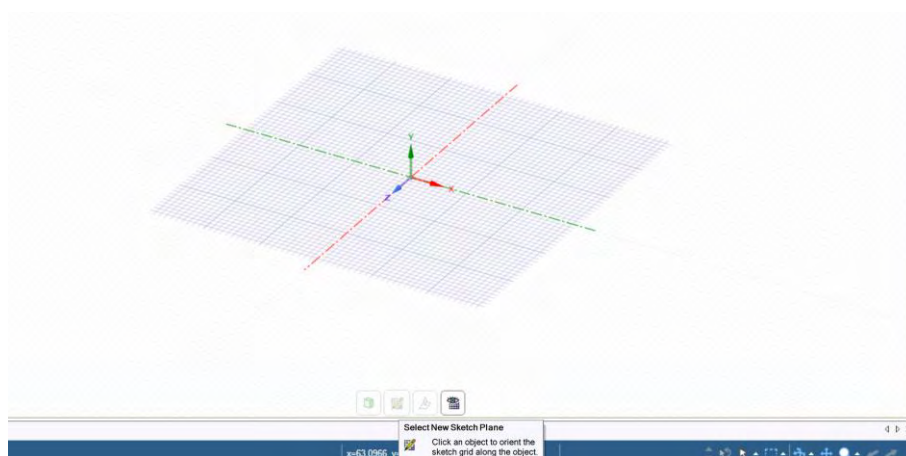 Y
X
Z
Select New Sketch Plane
Click an object to orient the
sketch grid along the object.
x=63.0966 y=